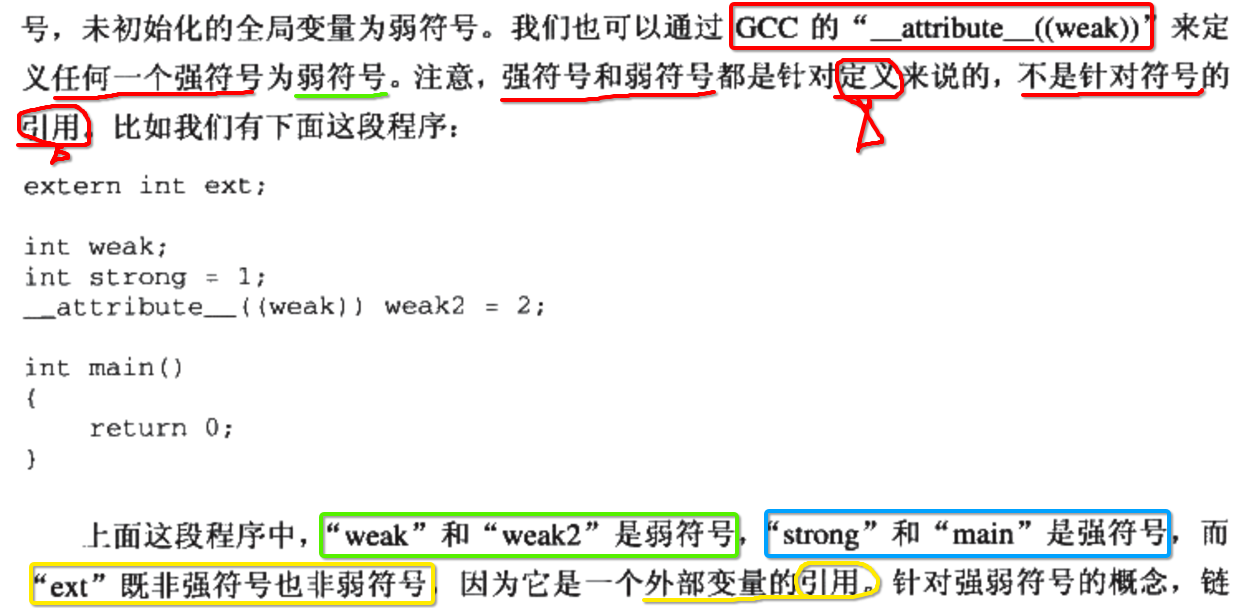 号，未初始化的全局变量为弱符号。我们也可以通过 GCC 的“__attribute__((weak))”来定
义任何一个强符号为弱符号。注意，强符号和弱符号都是针对定义来说的，不是针对符号的
引用。比如我们有下面这段程序：
extern int ext;
int weak;
int strong = 1;
__attribute__((weak)) weak2 = 2;
int main()
{
    return 0;
}
上面这段程序中，“weak”和“weak2”是弱符号，“strong”和“main”是强符号，而
“ext”既非强符号也非弱符号，因为它是一个外部变量的引用。针对强弱符号的概念，链